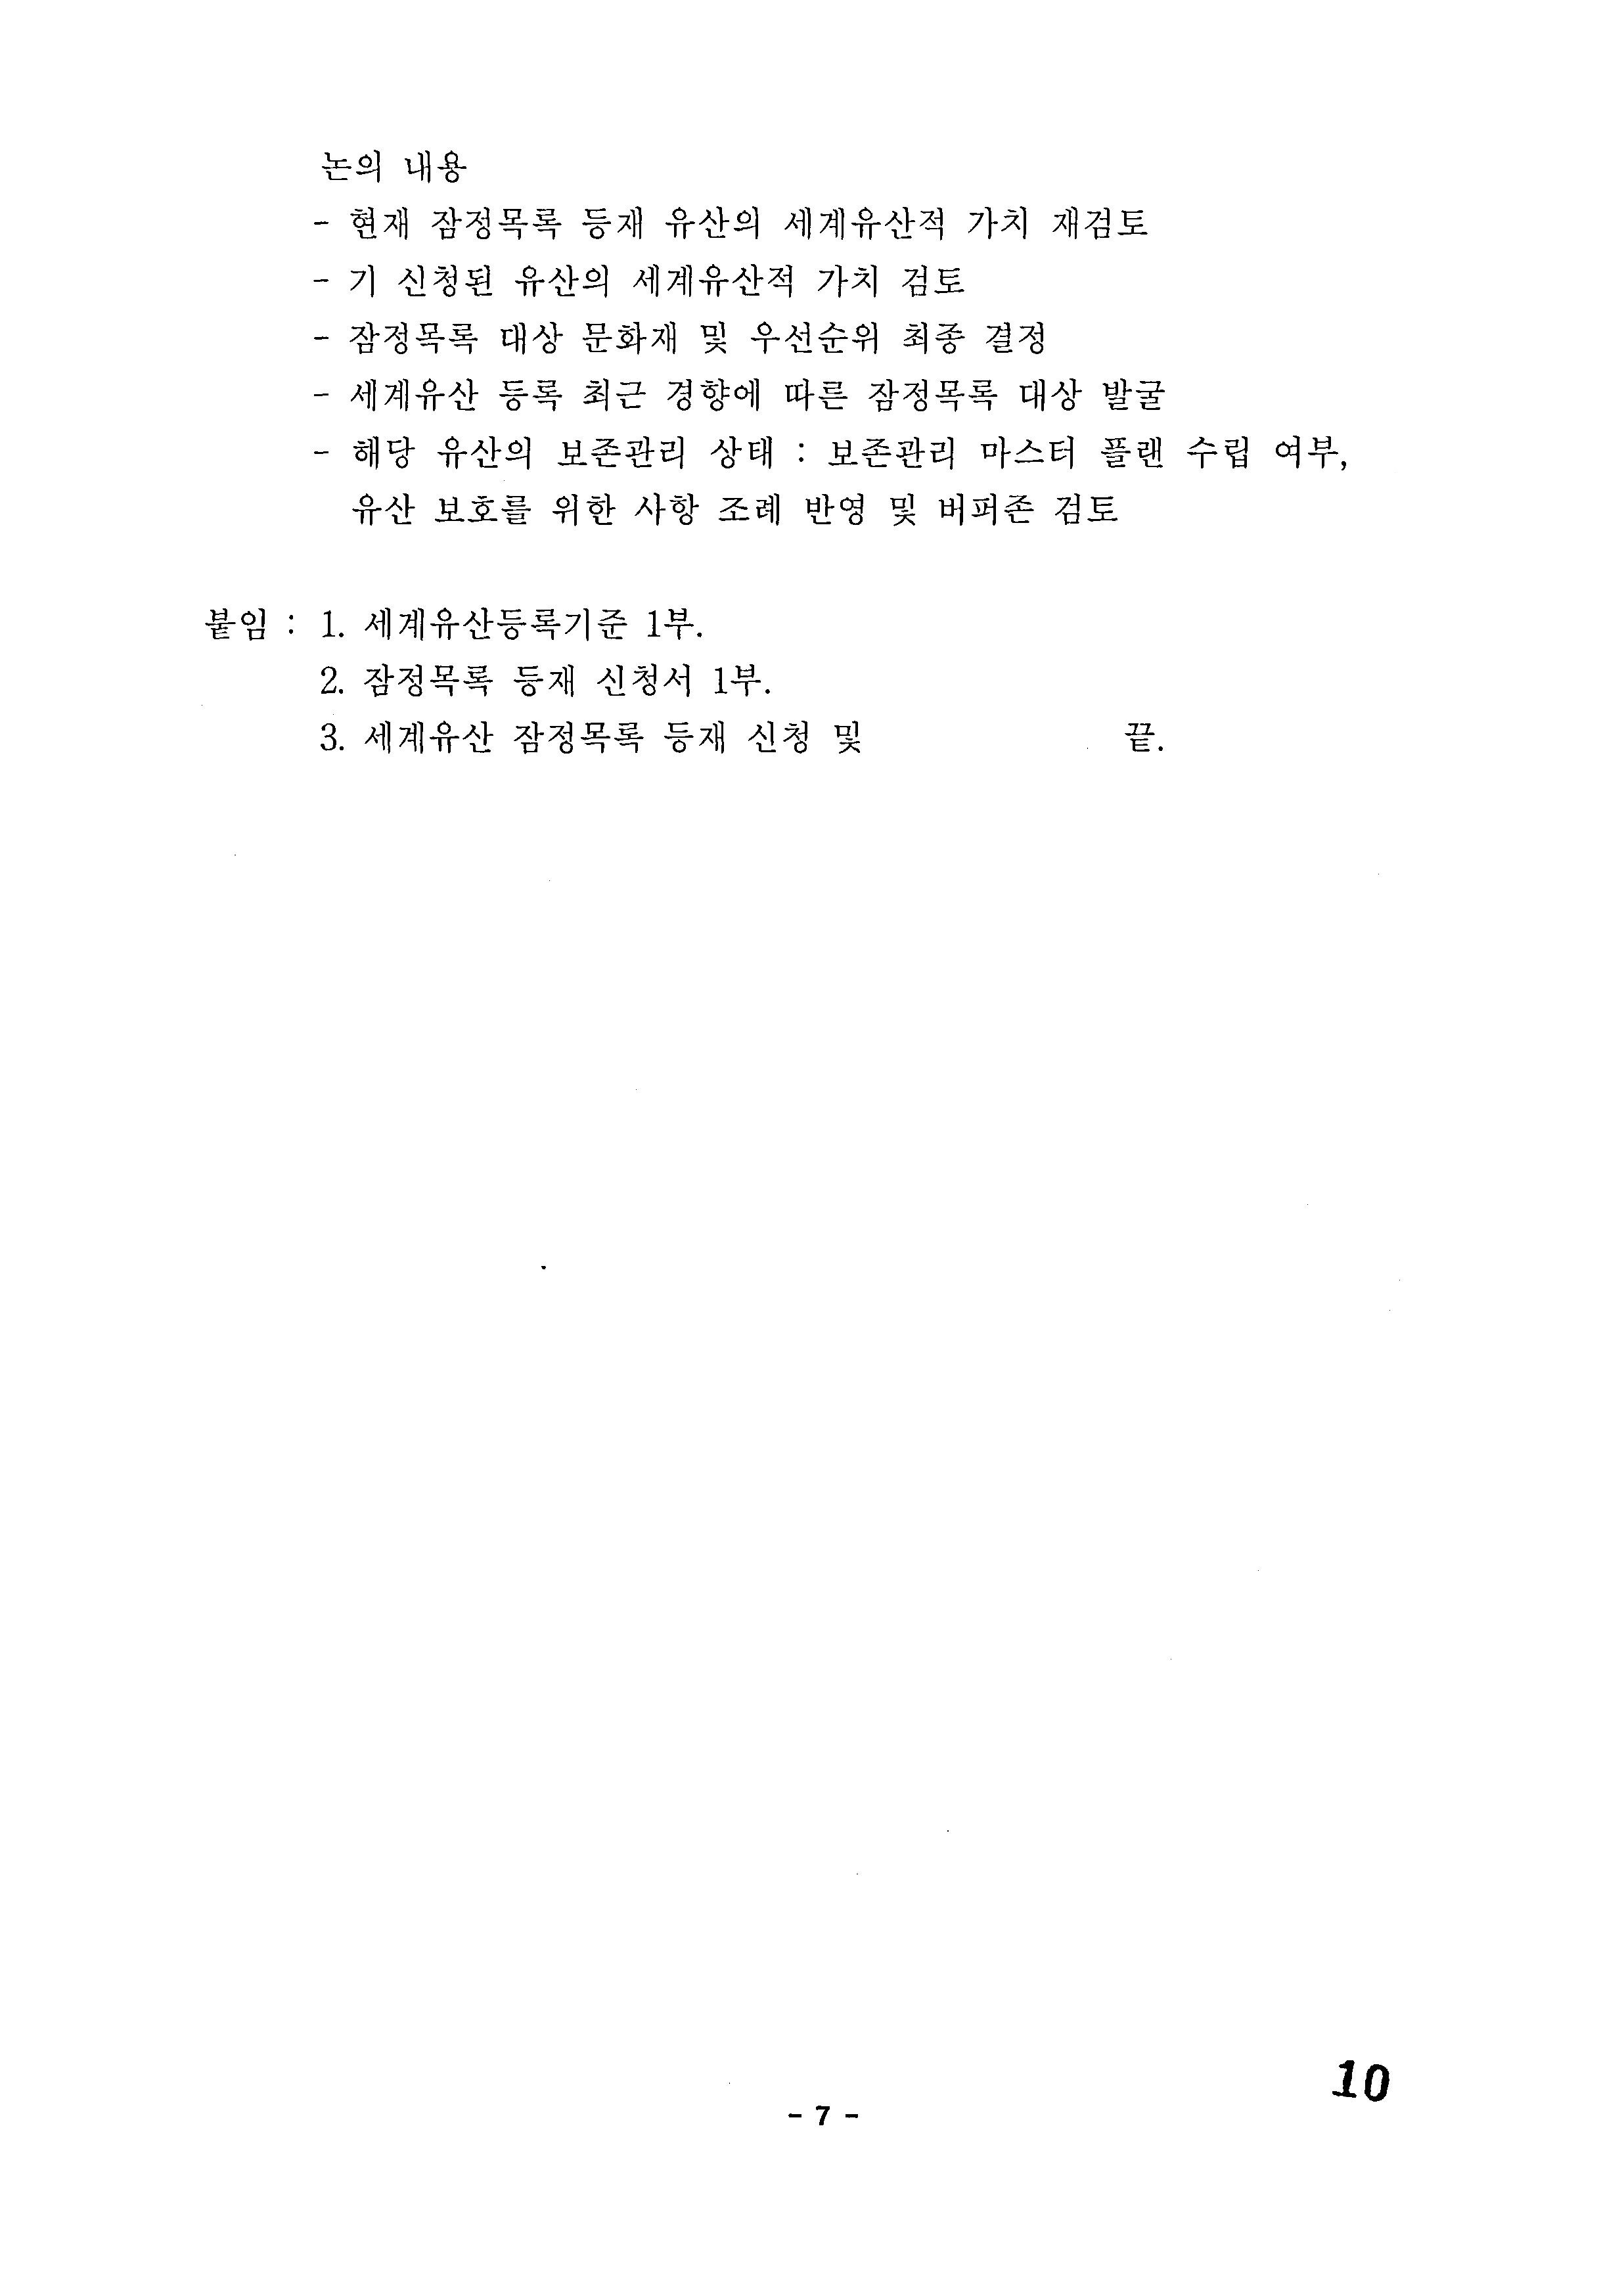 논의 내용
- 현재 잠정목록 등재 유산의 세계유산적 가치 재검토
- 기 신청된 유산의 세계유산적 가치 검토
- 잠정목록 대상 문화재 및 우선순위 최종 결정
- 세계유산 등록 최근 경향에 따른 잠정목록 대상 발굴
- 해당 유산의 보존관리 상태 : 보존관리 마스터 플랜 수립 여부,
유산 보호를 위한 사항 조례 반영 및 버퍼존 검토
붙임 : 1. 세계유산등록기준 1부.
2. 잠정목록 등재 신청서 1부.
3. 세계유산 잠정목록 등재 신청 및 끝.
10
- 7 -